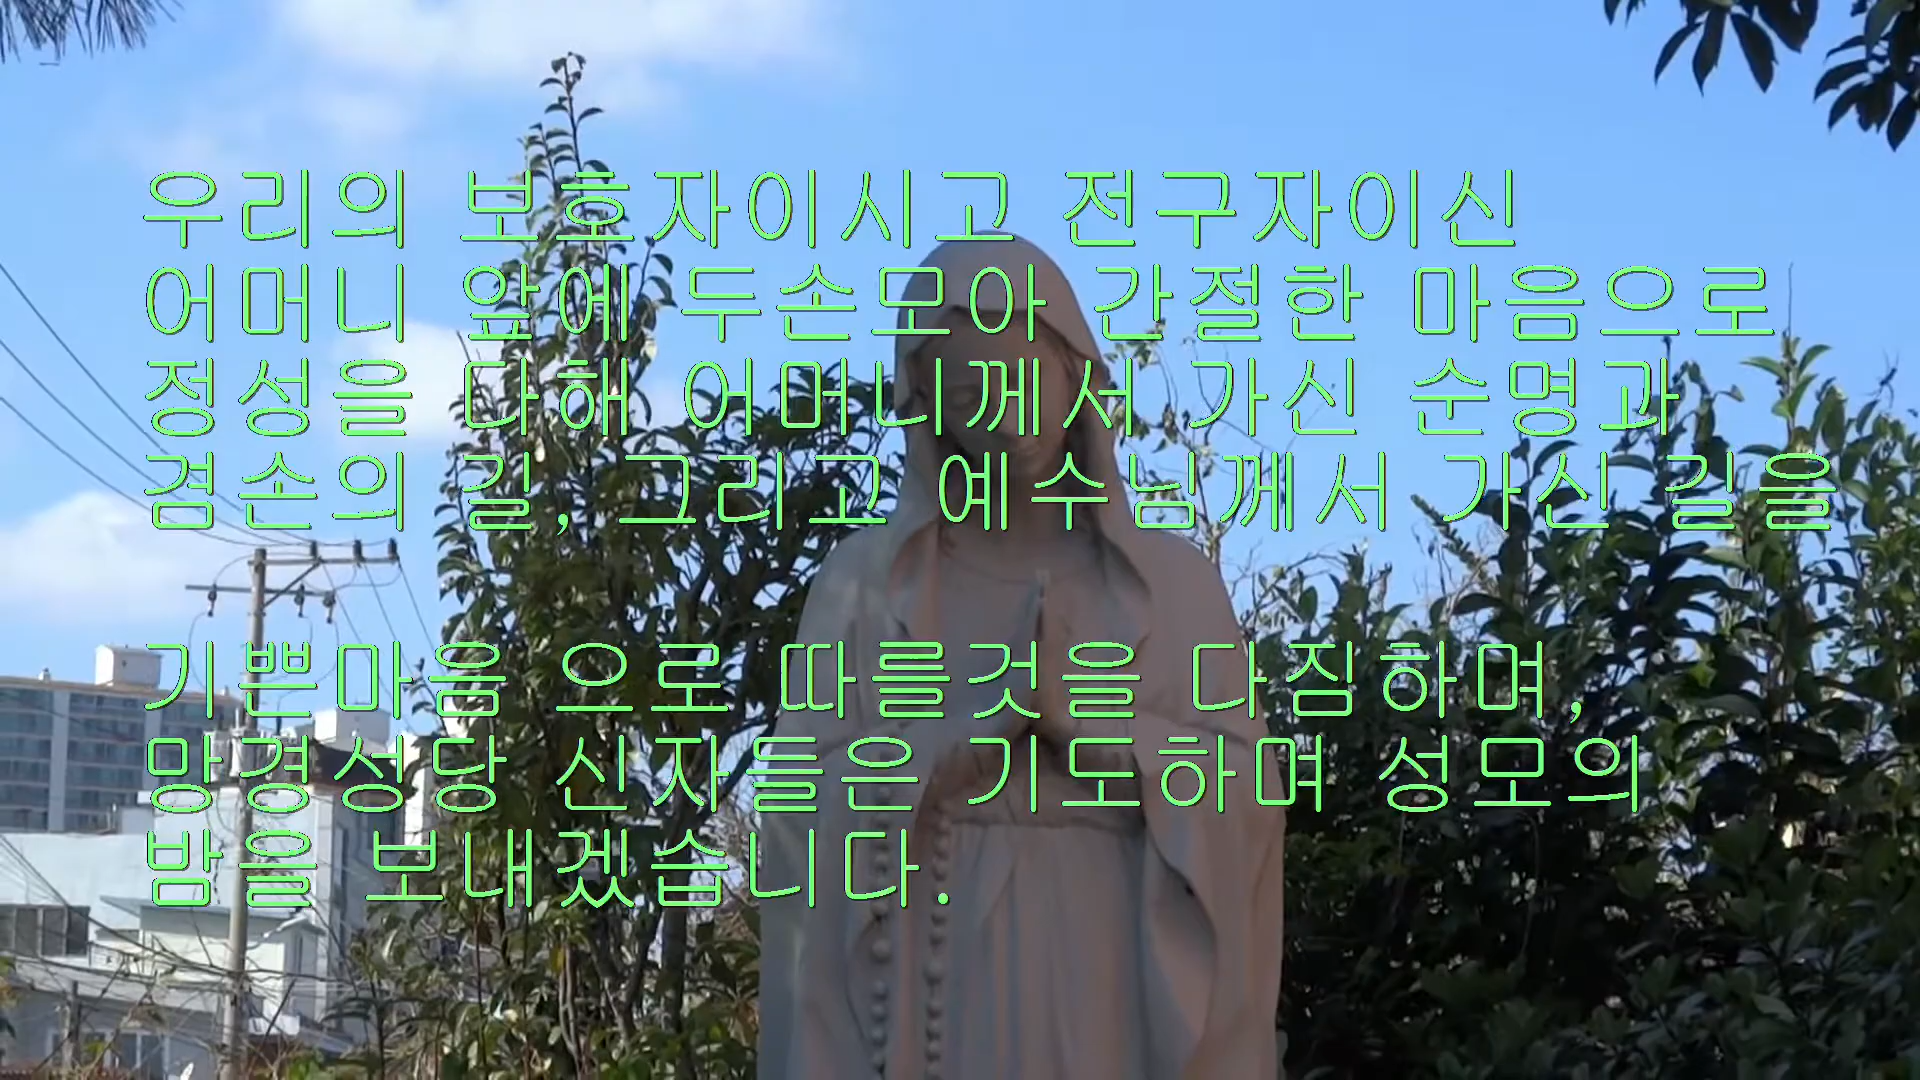 우리의 보호자이시고 전구자이신
어머니 앞에 두손모아 간절한 마음으로
정성을 다해 어머니께서 가신 순명과
겸손의 길, 그리고 예수님께서 가신 길을
기쁜마음 으로 따를것을 다짐하며,
망경성당 신자들은 기도하며 성모의
밤을 보내겠습니다.